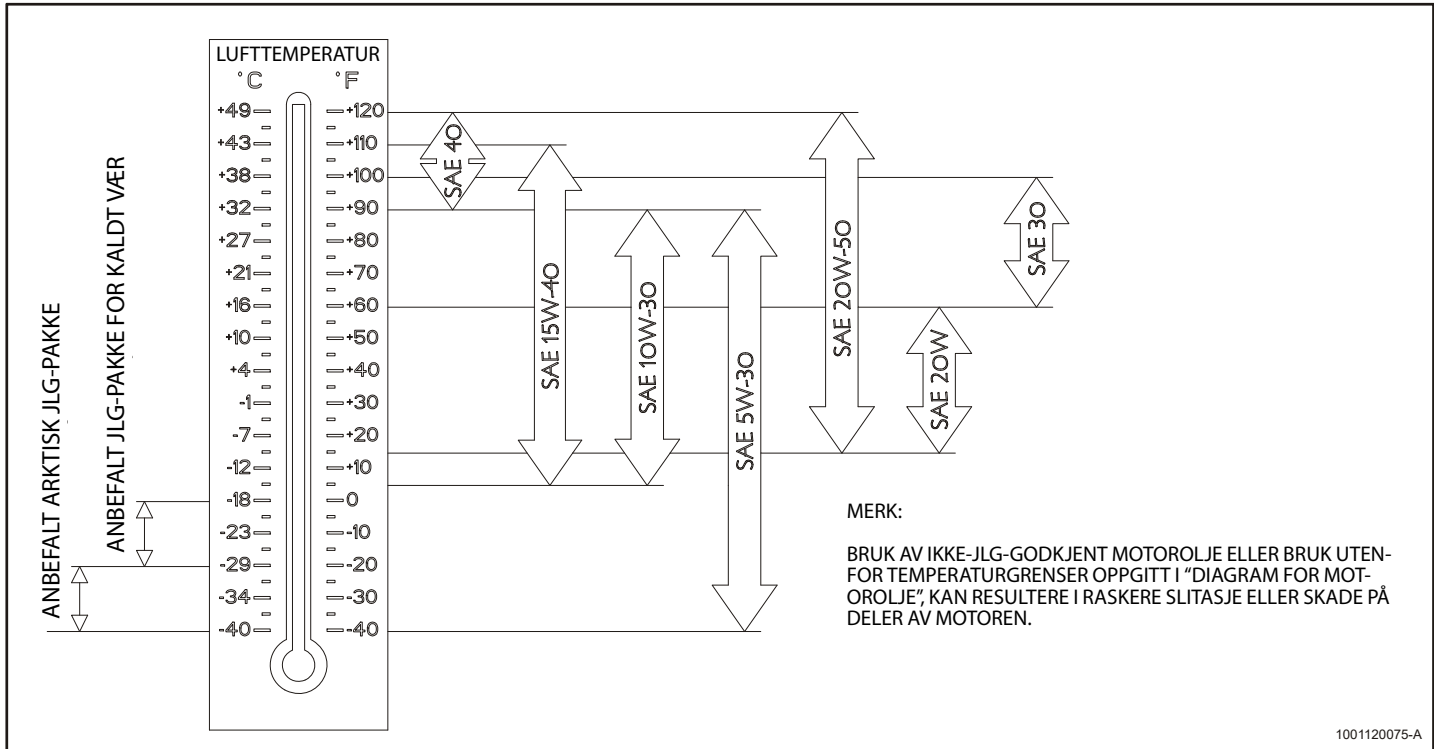 LUFTTEMPERATUR
°C °F
+49 +120
+43 +110
+38 +100
+32 +90
+27 +80
+21 +70
+16 +60
+10 +50
+4 +40
-1 +30
-7 +20
-12 +10
-18 0
-23 -10
-29 -20
-34 -30
-40 -40
ANBEFALT ARKTISK JLG-PAKKE
ANBEFALT JLG-PAKKE FOR KALDT VÆR
SAE 40
SAE 15W-40
SAE 10W-30
SAE 5W-30
SAE 20W-50
SAE 20W
SAE 30
MERK:
BRUK AV IKKE-JLG-GODKJENT MOTOROLJE ELLER BRUK UTEN-
FOR TEMPERATURGRENSER OPPGITT I “DIAGRAM FOR MOT-
OROLJE”, KAN RESULTERE I RASKERE SLITASJE ELLER SKADE PÅ
DELER AV MOTOREN.
1001120075-A